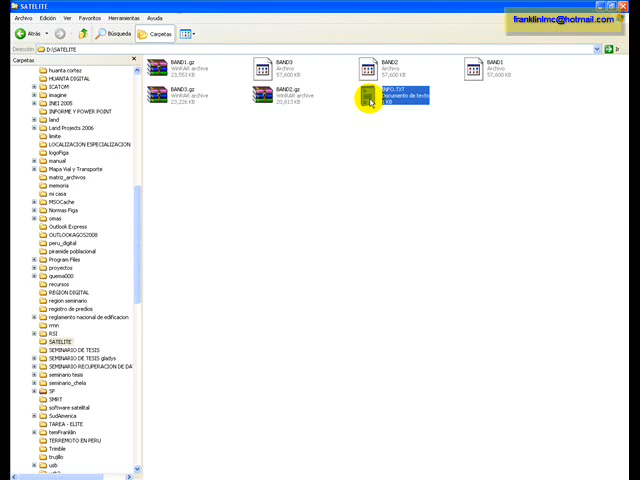 SATELITE
franklinlmc@hotmail.com
Archivo Edición Ver Favoritos Herramientas Ayuda
Atrás Búsqueda Carpetas
Dirección D:\SATELITE Ir
Carpetas
BAND1.gz
WinRAR archive
23,553 KB
BAND3
Archivo
57,600 KB
BAND2
Archivo
57,600 KB
BAND1
Archivo
57,600 KB
BAND3.gz
WinRAR archive
23,226 KB
BAND2.gz
WinRAR archive
20,813 KB
INFO.TXT
Documento de texto
1 KB
huanta cortez
HUANTA DIGITAL
ICATOM
imagine
INEI 2005
INFORME Y POWER POINT
land
Land Projects 2006
limite
LOCALIZACION ESPECIALIZACION
logoFiga
manual
Mapa Vial y Transporte
matriz_archivos
memoria
mi casa
MSOCache
Normas Figa
omas
Outlook Express
OUTLOOKAGOS2008
peru_digital
piramide poblacional
Program Files
proyectos
quema000
recursos
REGION DIGITAL
region seminario
registro de predios
reglamento nacional de edificacion
rrnn
RSI
SATELITE
SEMINARIO DE TESIS
SEMINARIO DE TESIS gladys
SEMINARIO RECUPERACION DE DA
seminario tesis
seminario_chela
SF
SMRT
software satelital
SudAmerica
TAREA - ELITE
temFranklin
TERREMOTO EN PERU
Trimble
trujillo
usb